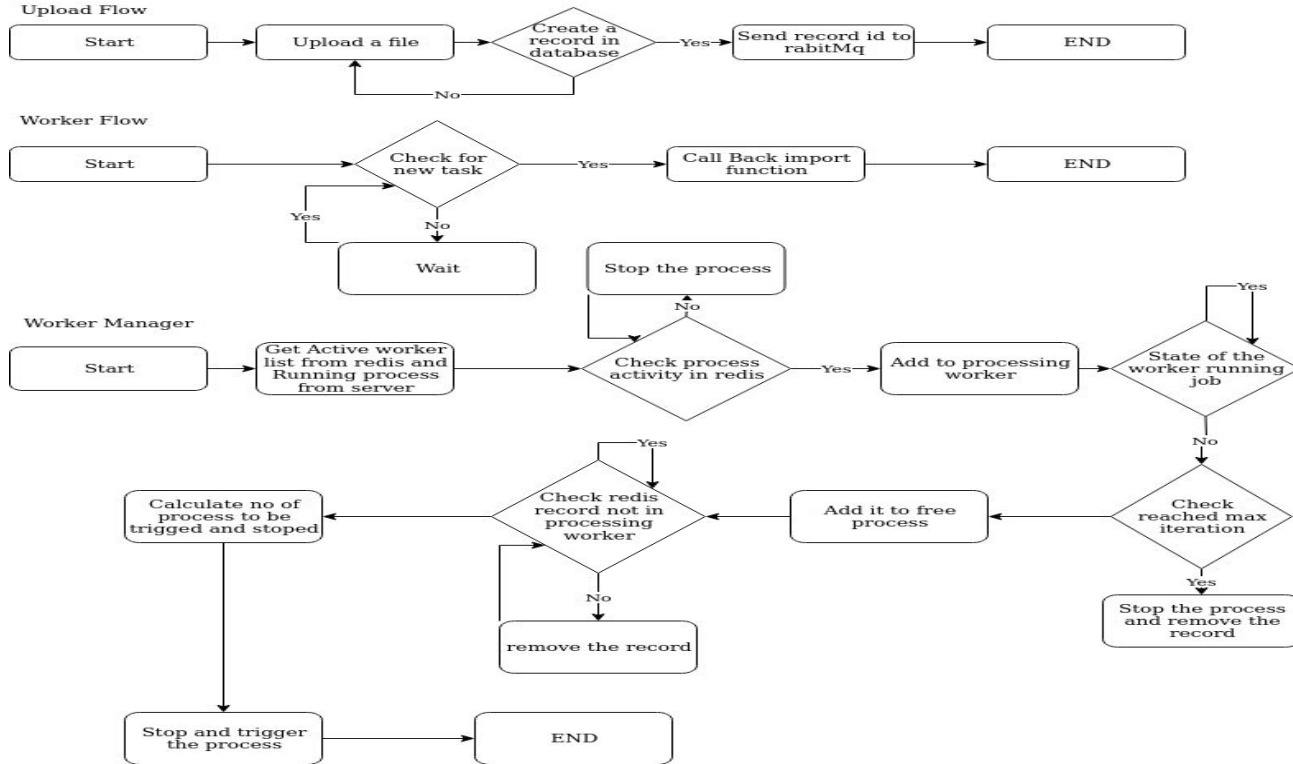 Upload Flow
Start
Upload a file
Create a
record in
database
Yes
Send record id to
rabitMq
END
No
Worker Flow
Start
Check for
new task
Yes
Call Back import
function
END
Yes
No
Wait
Stop the process
No
Worker Manager
Start
Get Active worker
list from redis and
Running process
from server
Check process
activity in redis
Yes
Add to processing
worker
Yes
State of the
worker running
job
No
Check
reached max
iteration
Yes
Stop the process
and remove the
record
Add it to free
process
Yes
Check redis
record not in
processing
worker
No
remove the record
Calculate no of
process to be
trigged and stoped
Stop and trigger
the process
END